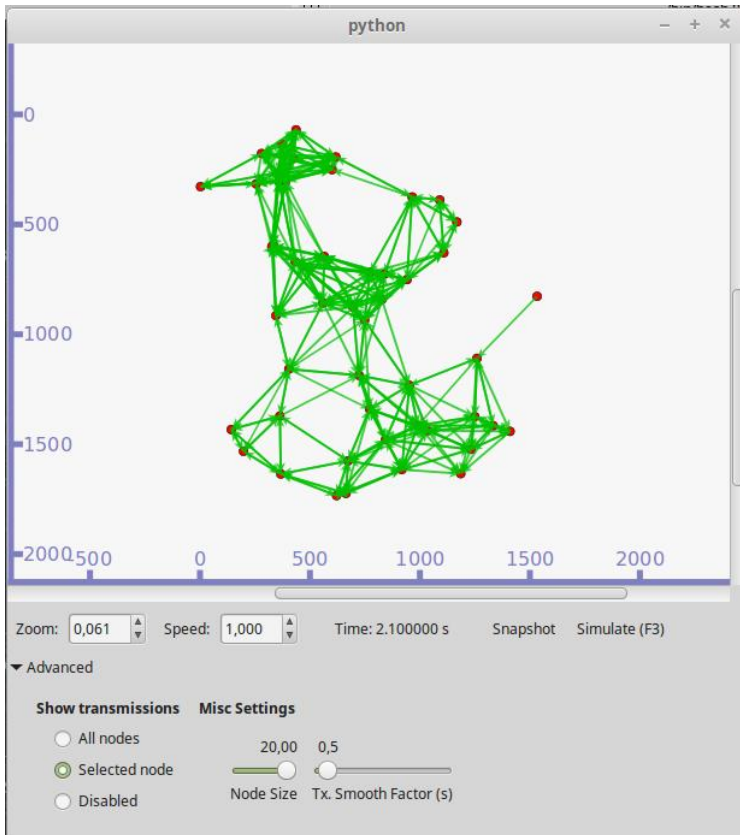 python
0
500
1000
1500
2000
-500 0 500 1000 1500 2000
Zoom: 0,061 Speed: 1,000 Time: 2.100000 s Snapshot Simulate (F3)
Advanced
Show transmissions Misc Settings
All nodes
20,00 0,5
Selected node
Node Size Tx. Smooth Factor (s)
Disabled